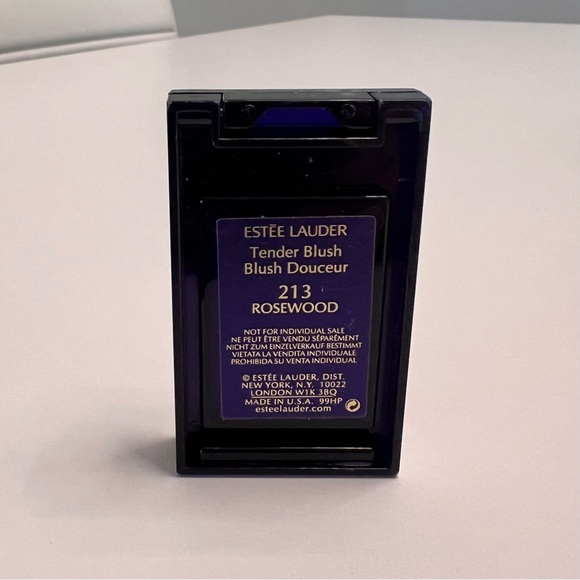 ESTĒE LAUDER
Tender Blush
Blush Douceur
213
ROSEWOOD
NOT FOR INDIVIDUAL SALE
NE PEUT ÊTRE VENDU SÉPARÉMENT
NICHT ZUM EINZELVERKAUF BESTIMMT
VIETATA LA VENDITA INDIVIDUALE
PROHIBIDA SU VENTA INDIVIDUAL
© ESTĒE LAUDER, DIST.
NEW YORK, N.Y. 10022
LONDON W1K 3BQ
MADE IN U.S.A. 99HP
esteelauder.com